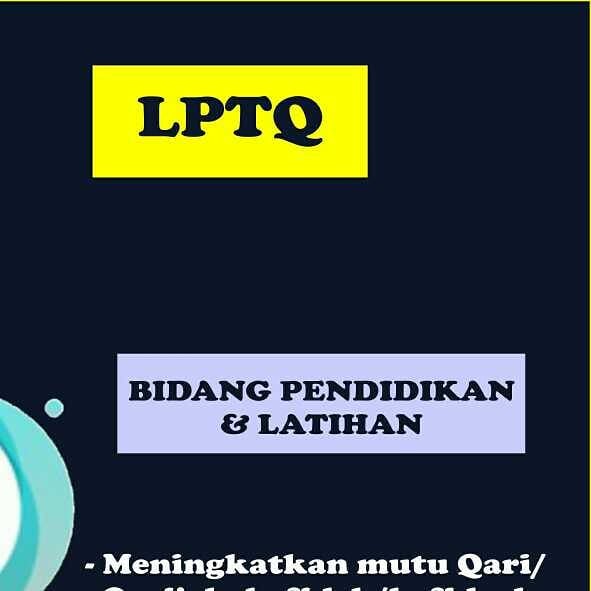 LPTQ
BIDANG PENDIDIKAN
& LATIHAN
- Meningkatkan mutu Qari/